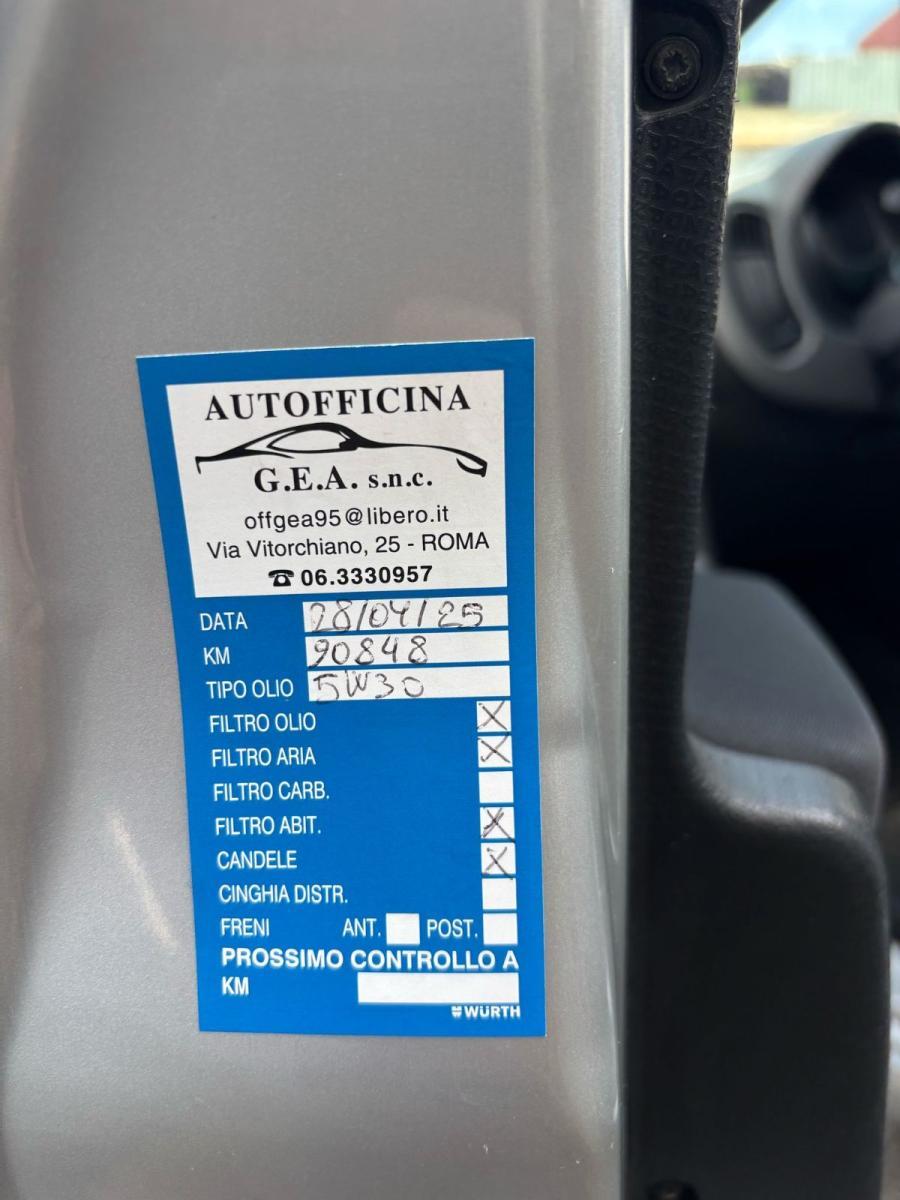 AUTOFFICINA
G.E.A. s.n.c.
offgea95@libero.it
Via Vitorchiano, 25 - ROMA
☎ 06.3330957
DATA 28/04/25
KM 90848
TIPO OLIO 5W30
FILTRO OLIO X
FILTRO ARIA X
FILTRO CARB.
FILTRO ABIT. X
CANDELE X
CINGHIA DISTR.
FRENI ANT. POST.
PROSSIMO CONTROLLO A
KM
WÜRTH